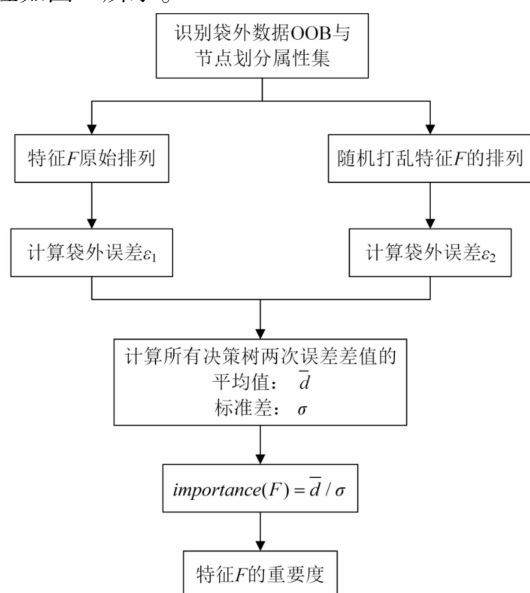 识别袋外数据OOB与
节点划分属性集
特征F原始排列
随机打乱特征F的排列
计算袋外误差ε₁
计算袋外误差ε₂
计算所有决策树两次误差差值的
平均值： d̅
标准差： σ
importance(F) = d̅ / σ
特征F的重要度